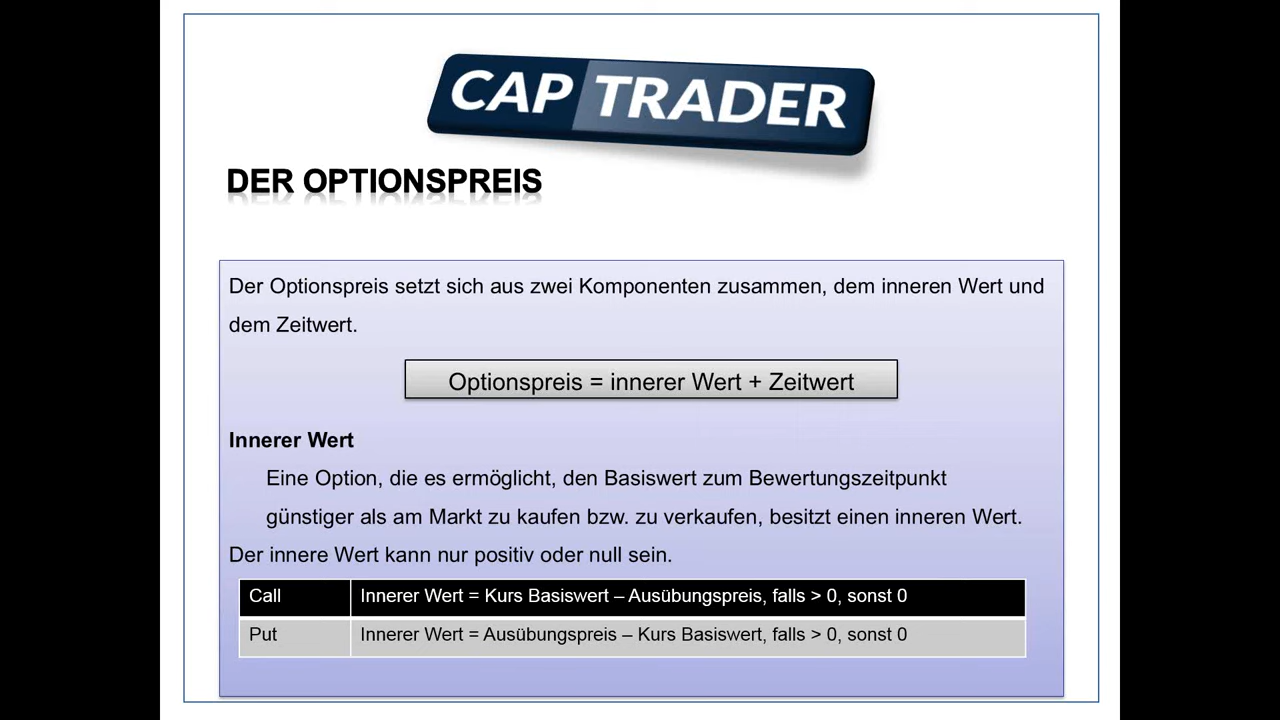 CAP TRADER
DER OPTIONSPREIS
Der Optionspreis setzt sich aus zwei Komponenten zusammen, dem inneren Wert und
dem Zeitwert.
Optionspreis = innerer Wert + Zeitwert
Innerer Wert
Eine Option, die es ermöglicht, den Basiswert zum Bewertungszeitpunkt
günstiger als am Markt zu kaufen bzw. zu verkaufen, besitzt einen inneren Wert.
Der innere Wert kann nur positiv oder null sein.
Call Innerer Wert = Kurs Basiswert – Ausübungspreis, falls > 0, sonst 0
Put Innerer Wert = Ausübungspreis – Kurs Basiswert, falls > 0, sonst 0